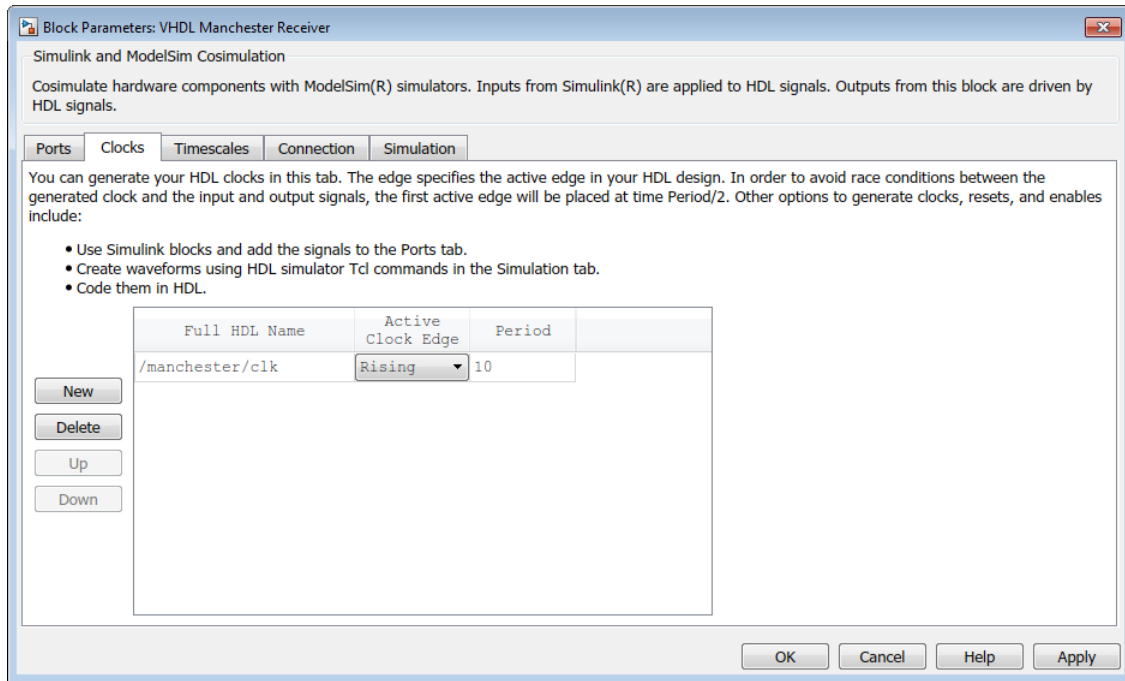 Block Parameters: VHDL Manchester Receiver
Simulink and ModelSim Cosimulation
Cosimulate hardware components with ModelSim(R) simulators. Inputs from Simulink(R) are applied to HDL signals. Outputs from this block are driven by
HDL signals.
Ports Clocks Timescales Connection Simulation
You can generate your HDL clocks in this tab. The edge specifies the active edge in your HDL design. In order to avoid race conditions between the
generated clock and the input and output signals, the first active edge will be placed at time Period/2. Other options to generate clocks, resets, and enables
include:
• Use Simulink blocks and add the signals to the Ports tab.
• Create waveforms using HDL simulator Tcl commands in the Simulation tab.
• Code them in HDL.
Full HDL Name Active Clock Edge Period
/manchester/clk Rising 10
New
Delete
Up
Down
OK Cancel Help Apply